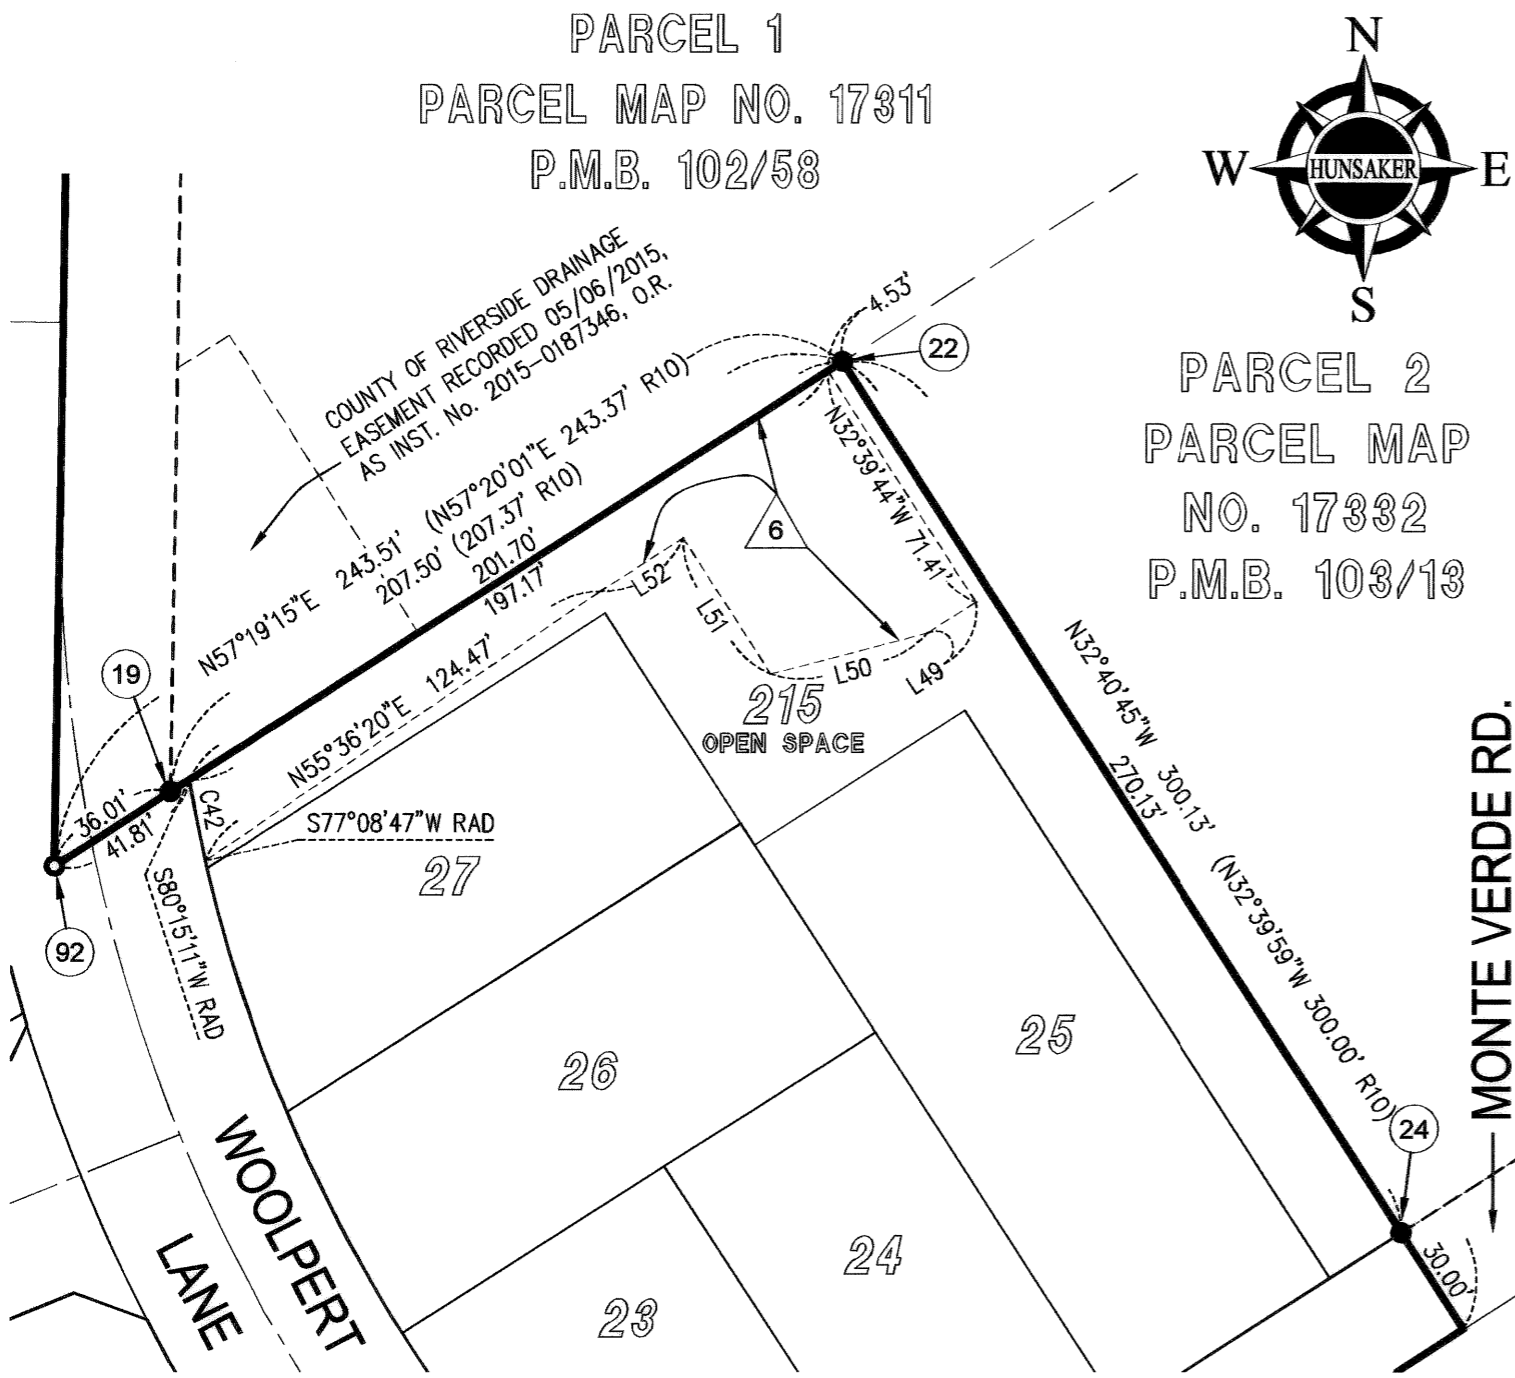 PARCEL 1
PARCEL MAP NO. 17311
P.M.B. 102/58
N
W
HUNSAKER
E
S
COUNTY OF RIVERSIDE DRAINAGE
EASEMENT RECORDED 05/06/2015,
AS INST. No. 2015-0187346, O.R.
4.53'
22
PARCEL 2
PARCEL MAP
NO. 17332
P.M.B. 103/13
N57°19'15"E 243.51' (N57°20'01"E 243.37' R10)
207.50' (207.37' R10)
201.70'
197.17'
N32°39'44"W 71.41'
6
L52
L51
L50
L49
215
OPEN SPACE
N55°36'20"E 124.47'
19
36.01'
41.81'
C42
S77°08'47"W RAD
S80°15'11"W RAD
92
27
26
25
24
23
N32°40'45"W 300.13' (N32°39'59"W 300.00' R10)
270.13'
24
30.00'
MONTE VERDE RD.
WOOLPERT
LANE